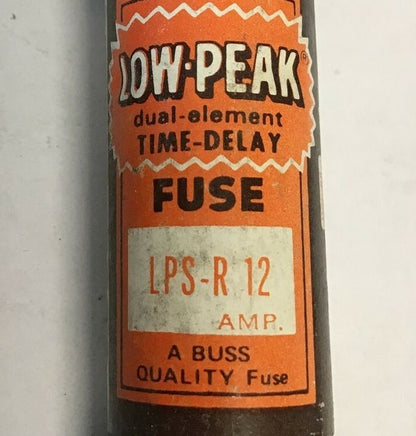 LOW-PEAK®
dual-element
TIME-DELAY
FUSE
LPS-R 12
AMP.
A BUSS
QUALITY Fuse